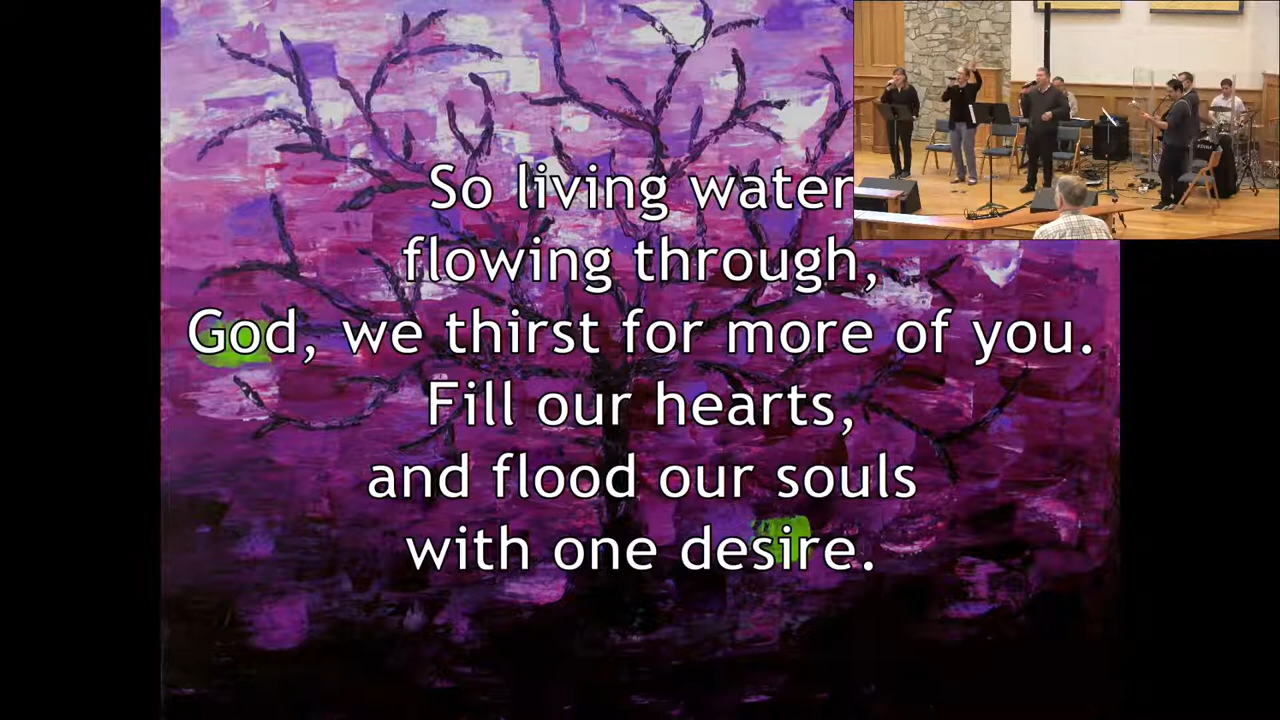 So living water
flowing through,
God, we thirst for more of you.
Fill our hearts,
and flood our souls
with one desire.